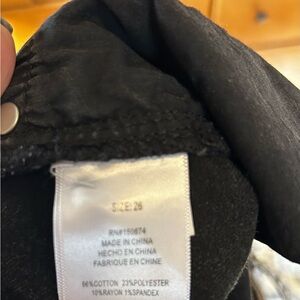 SIZE: 26
RN#150674
MADE IN CHINA
HECHO EN CHINA
FABRIQUE EN CHINE
66%COTTON 23%POLYESTER
10%RAYON 1%SPANDEX